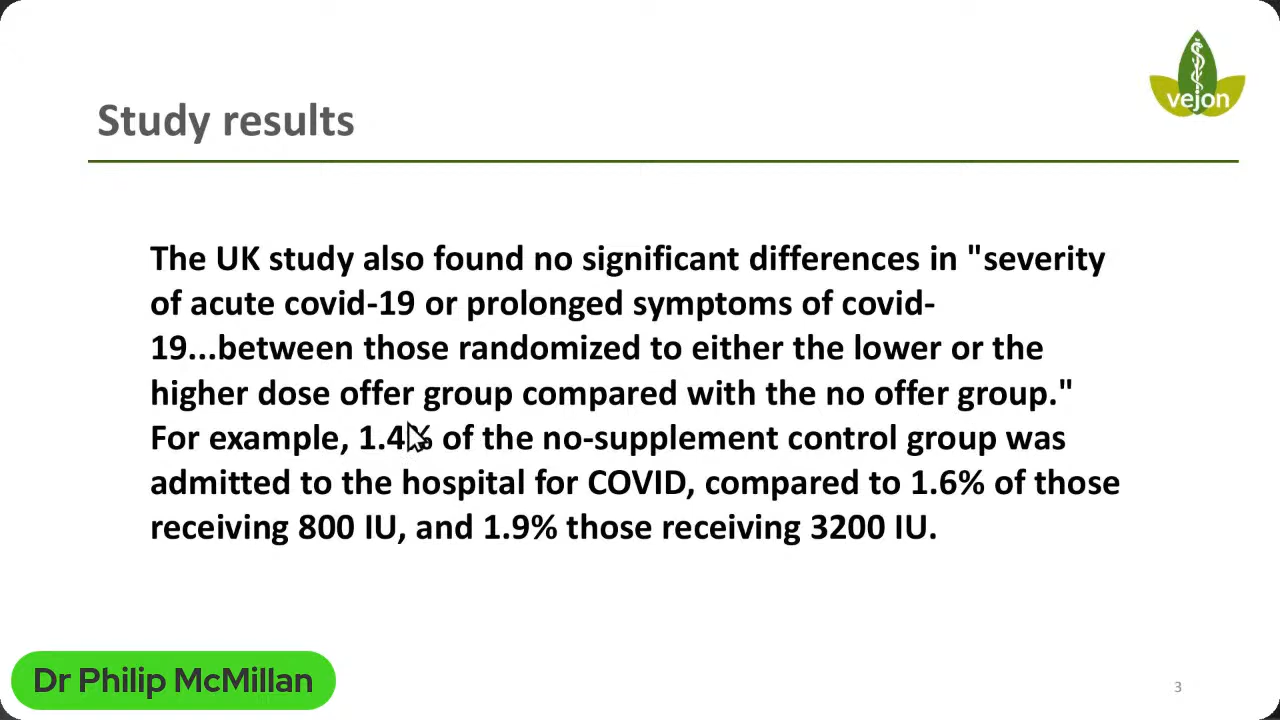 vejon
Study results
The UK study also found no significant differences in "severity
of acute covid-19 or prolonged symptoms of covid-
19...between those randomized to either the lower or the
higher dose offer group compared with the no offer group."
For example, 1.4% of the no-supplement control group was
admitted to the hospital for COVID, compared to 1.6% of those
receiving 800 IU, and 1.9% those receiving 3200 IU.
Dr Philip McMillan
3